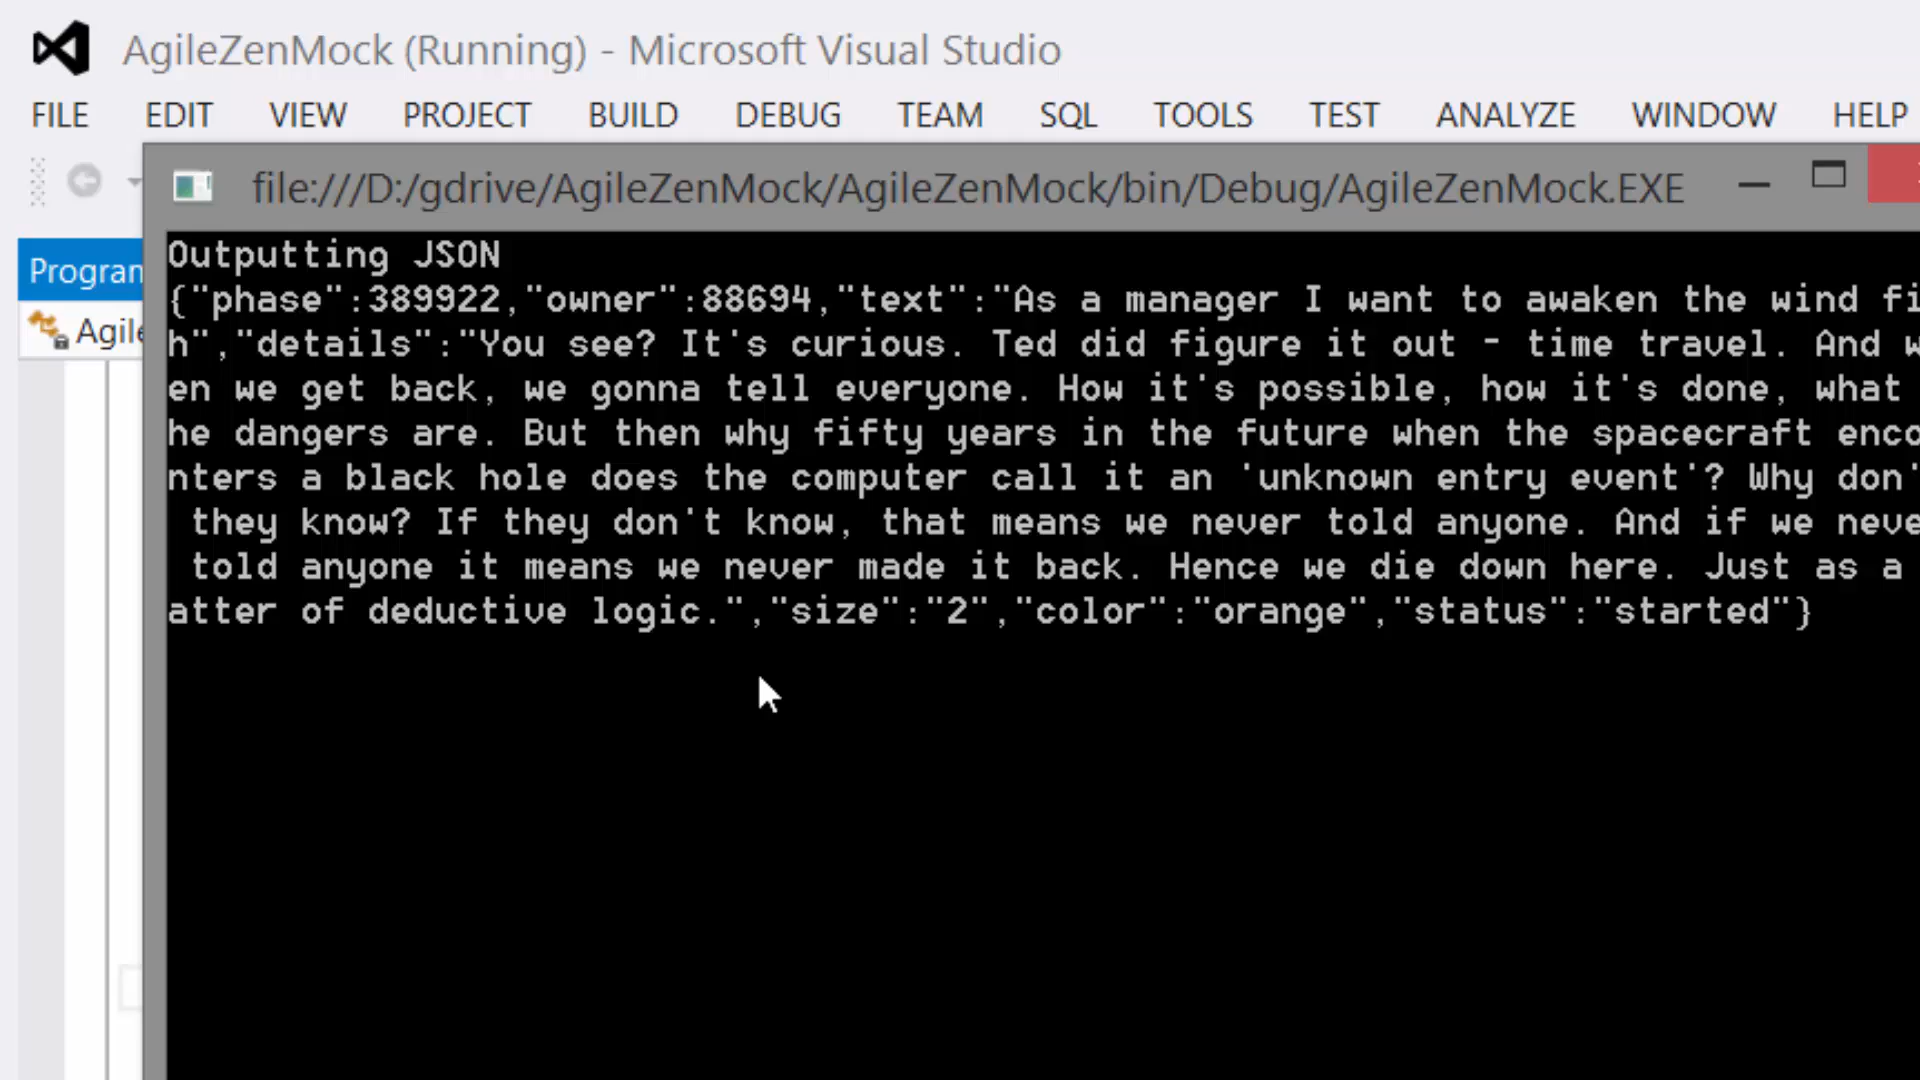 AgileZenMock (Running) - Microsoft Visual Studio
FILE EDIT VIEW PROJECT BUILD DEBUG TEAM SQL TOOLS TEST ANALYZE WINDOW HELP
file:///D:/gdrive/AgileZenMock/AgileZenMock/bin/Debug/AgileZenMock.EXE
Program
Agile
Outputting JSON
{"phase":389922,"owner":88694,"text":"As a manager I want to awaken the wind fi
h","details":"You see? It's curious. Ted did figure it out - time travel. And w
en we get back, we gonna tell everyone. How it's possible, how it's done, what
he dangers are. But then why fifty years in the future when the spacecraft enco
nters a black hole does the computer call it an 'unknown entry event'? Why don'
they know? If they don't know, that means we never told anyone. And if we neve
told anyone it means we never made it back. Hence we die down here. Just as a
atter of deductive logic.","size":"2","color":"orange","status":"started"}